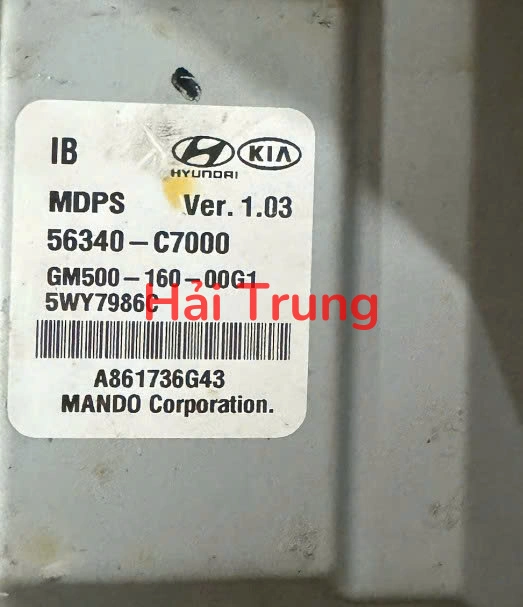 IB
HYUNDAI
KIA
MDPS Ver. 1.03
56340-C7000
GM500-160-00G1
5WY7986C
Hải Trung
A861736G43
MANDO Corporation.